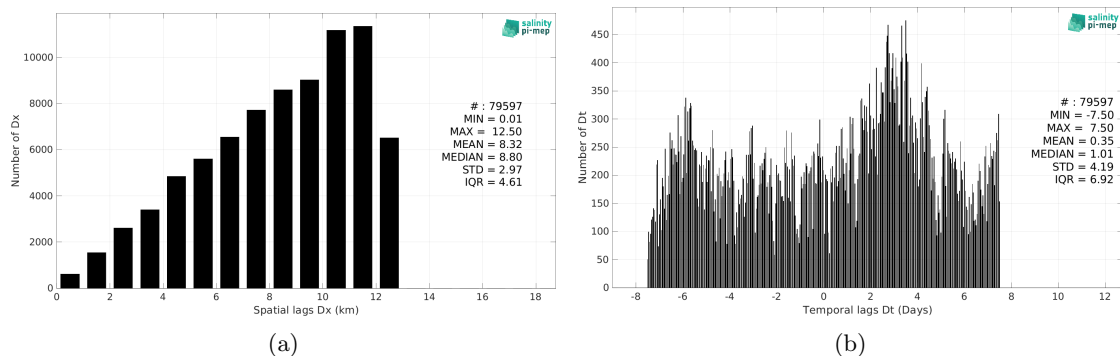 10000
8000
6000
4000
2000
0
Number of Dx
0 2 4 6 8 10 12 14 16 18
Spatial lags Dx (km)
salinity
pi-mep
# : 79597
MIN = 0.01
MAX = 12.50
MEAN = 8.32
MEDIAN = 8.80
STD = 2.97
IQR = 4.61
(a)
450
400
350
300
250
200
150
100
50
0
Number of Dt
-8 -6 -4 -2 0 2 4 6 8 10 12
Temporal lags Dt (Days)
salinity
pi-mep
# : 79597
MIN = -7.50
MAX = 7.50
MEAN = 0.35
MEDIAN = 1.01
STD = 4.19
IQR = 6.92
(b)